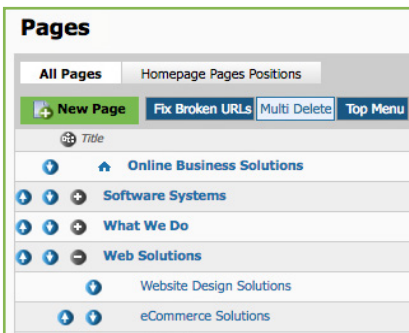 Pages
All Pages Homepage Pages Positions
New Page Fix Broken URLs Multi Delete Top Menu
Title
Online Business Solutions
Software Systems
What We Do
Web Solutions
Website Design Solutions
eCommerce Solutions